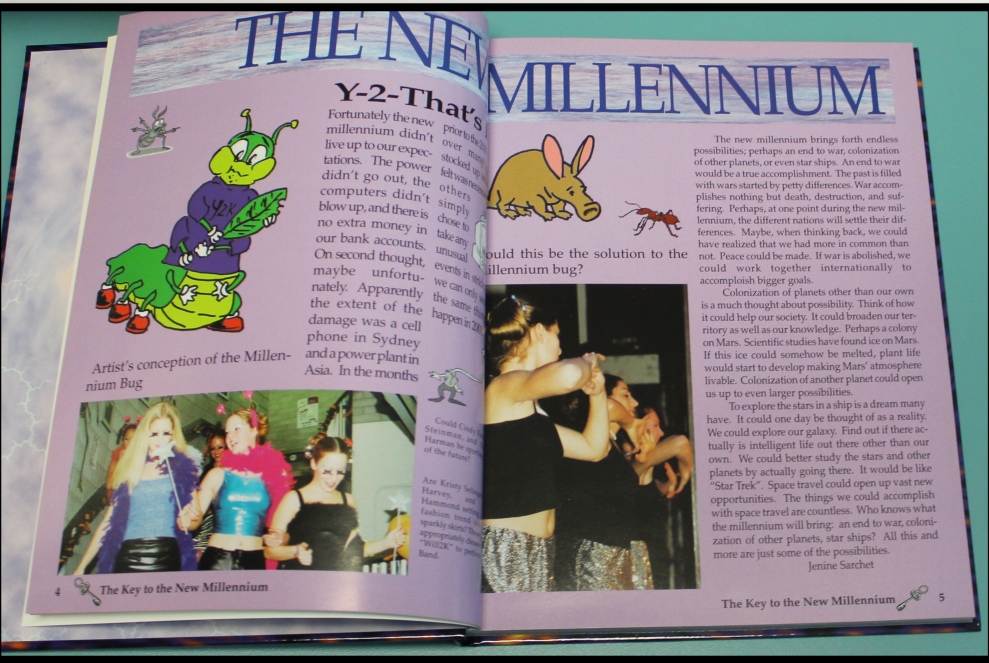 THE NEW MILLENNIUM
Y-2-That's
Y2K
Artist's conception of the Millen-
nium Bug
Fortunately the new
millennium didn't
live up to our expec-
tations. The power
didn't go out, the
computers didn't
blow up, and there is
no extra money in
our bank accounts.
On second thought,
maybe unfortu-
nately. Apparently
the extent of the
damage was a cell
phone in Sydney
and a power plant in
Asia. In the months
prior to the
over many
stocked up
felt was
others
simply
chose to
take any
unusual
events in
we can only
the same
happen in
Could Cindy
Steinman, and
Harman be
of the future?
Are Kristy
Harvey, and
Hammond
fashion trend
sparkly skirts?
appropriately
"Will2K" to
Band.
4 The Key to the New Millennium
ould this be the solution to the
illennium bug?
The new millennium brings forth endless
possibilities; perhaps an end to war, colonization
of other planets, or even star ships. An end to war
would be a true accomplishment. The past is filled
with wars started by petty differences. War accom-
plishes nothing but death, destruction, and suf-
fering. Perhaps, at one point during the new mil-
lennium, the different nations will settle their dif-
ferences. Maybe, when thinking back, we could
have realized that we had more in common than
not. Peace could be made. If war is abolished, we
could work together internationally to
accomploish bigger goals.
Colonization of planets other than our own
is a much thought about possibility. Think of how
it could help our society. It could broaden our ter-
ritory as well as our knowledge. Perhaps a colony
on Mars. Scientific studies have found ice on Mars.
If this ice could somehow be melted, plant life
would start to develop making Mars' atmosphere
livable. Colonization of another planet could open
us up to even larger possibilities.
To explore the stars in a ship is a dream many
have. It could one day be thought of as a reality.
We could explore our galaxy. Find out if there ac-
tually is intelligent life out there other than our
own. We could better study the stars and other
planets by actually going there. It would be like
"Star Trek". Space travel could open up vast new
opportunities. The things we could accomplish
with space travel are countless. Who knows what
the millennium will bring: an end to war, coloni-
zation of other planets, star ships? All this and
more are just some of the possibilities.
Jenine Sarchet
The Key to the New Millennium 5